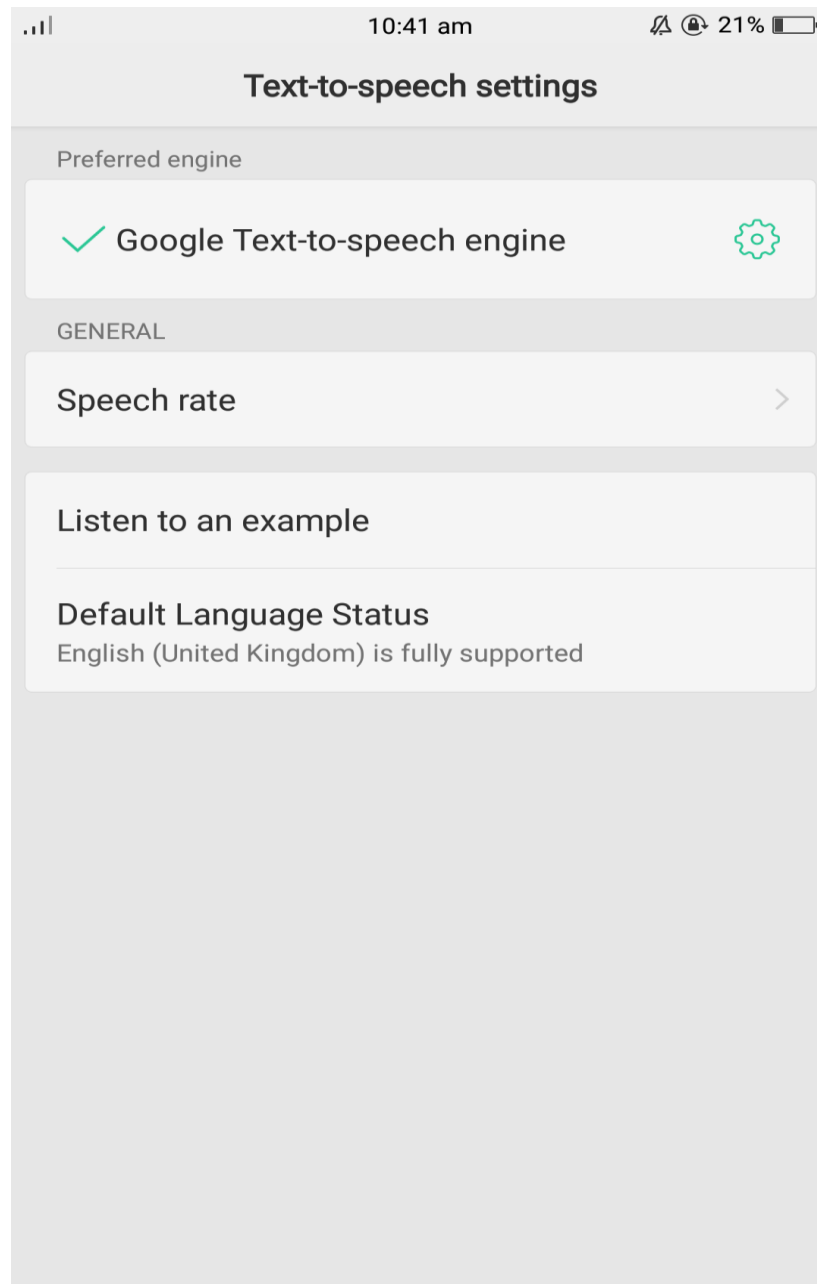 10:41 am 21%
Text-to-speech settings
Preferred engine
Google Text-to-speech engine
GENERAL
Speech rate
Listen to an example
Default Language Status
English (United Kingdom) is fully supported